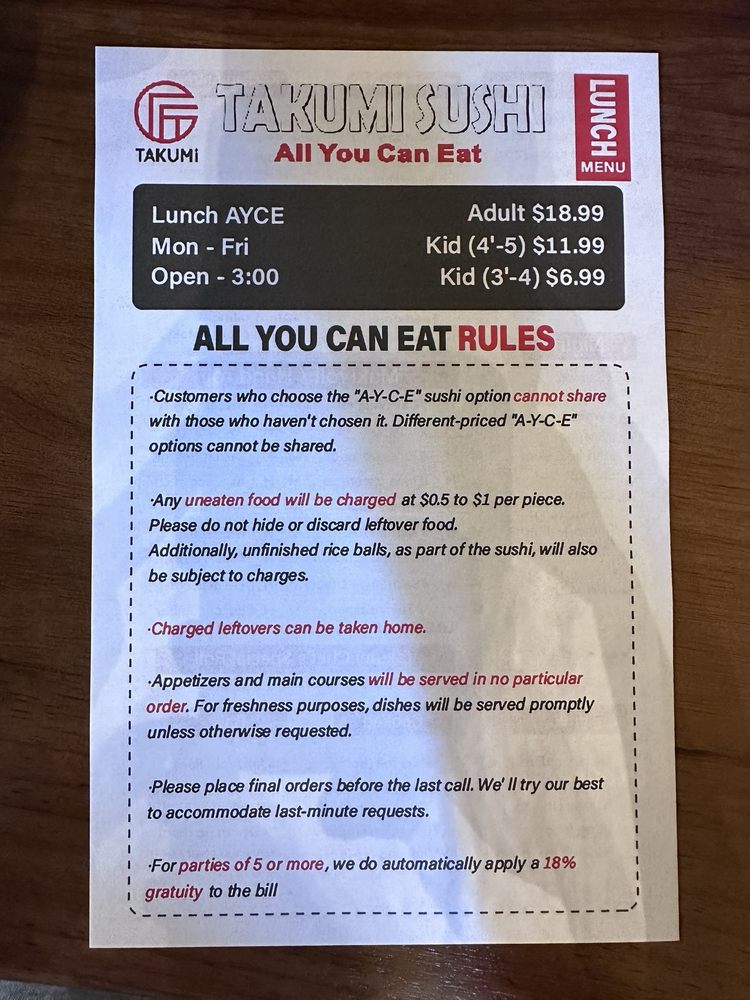 TAKUMi
TAKUMI SUSHI
All You Can Eat
LUNCH
MENU
Lunch AYCE
Adult $18.99
Mon - Fri
Kid (4'-5) $11.99
Open - 3:00
Kid (3'-4) $6.99
ALL YOU CAN EAT RULES
·Customers who choose the "A-Y-C-E" sushi option cannot share
with those who haven't chosen it. Different-priced "A-Y-C-E"
options cannot be shared.
·Any uneaten food will be charged at $0.5 to $1 per piece.
Please do not hide or discard leftover food.
Additionally, unfinished rice balls, as part of the sushi, will also
be subject to charges.
·Charged leftovers can be taken home.
·Appetizers and main courses will be served in no particular
order. For freshness purposes, dishes will be served promptly
unless otherwise requested.
·Please place final orders before the last call. We' ll try our best
to accommodate last-minute requests.
·For parties of 5 or more, we do automatically apply a 18%
gratuity to the bill